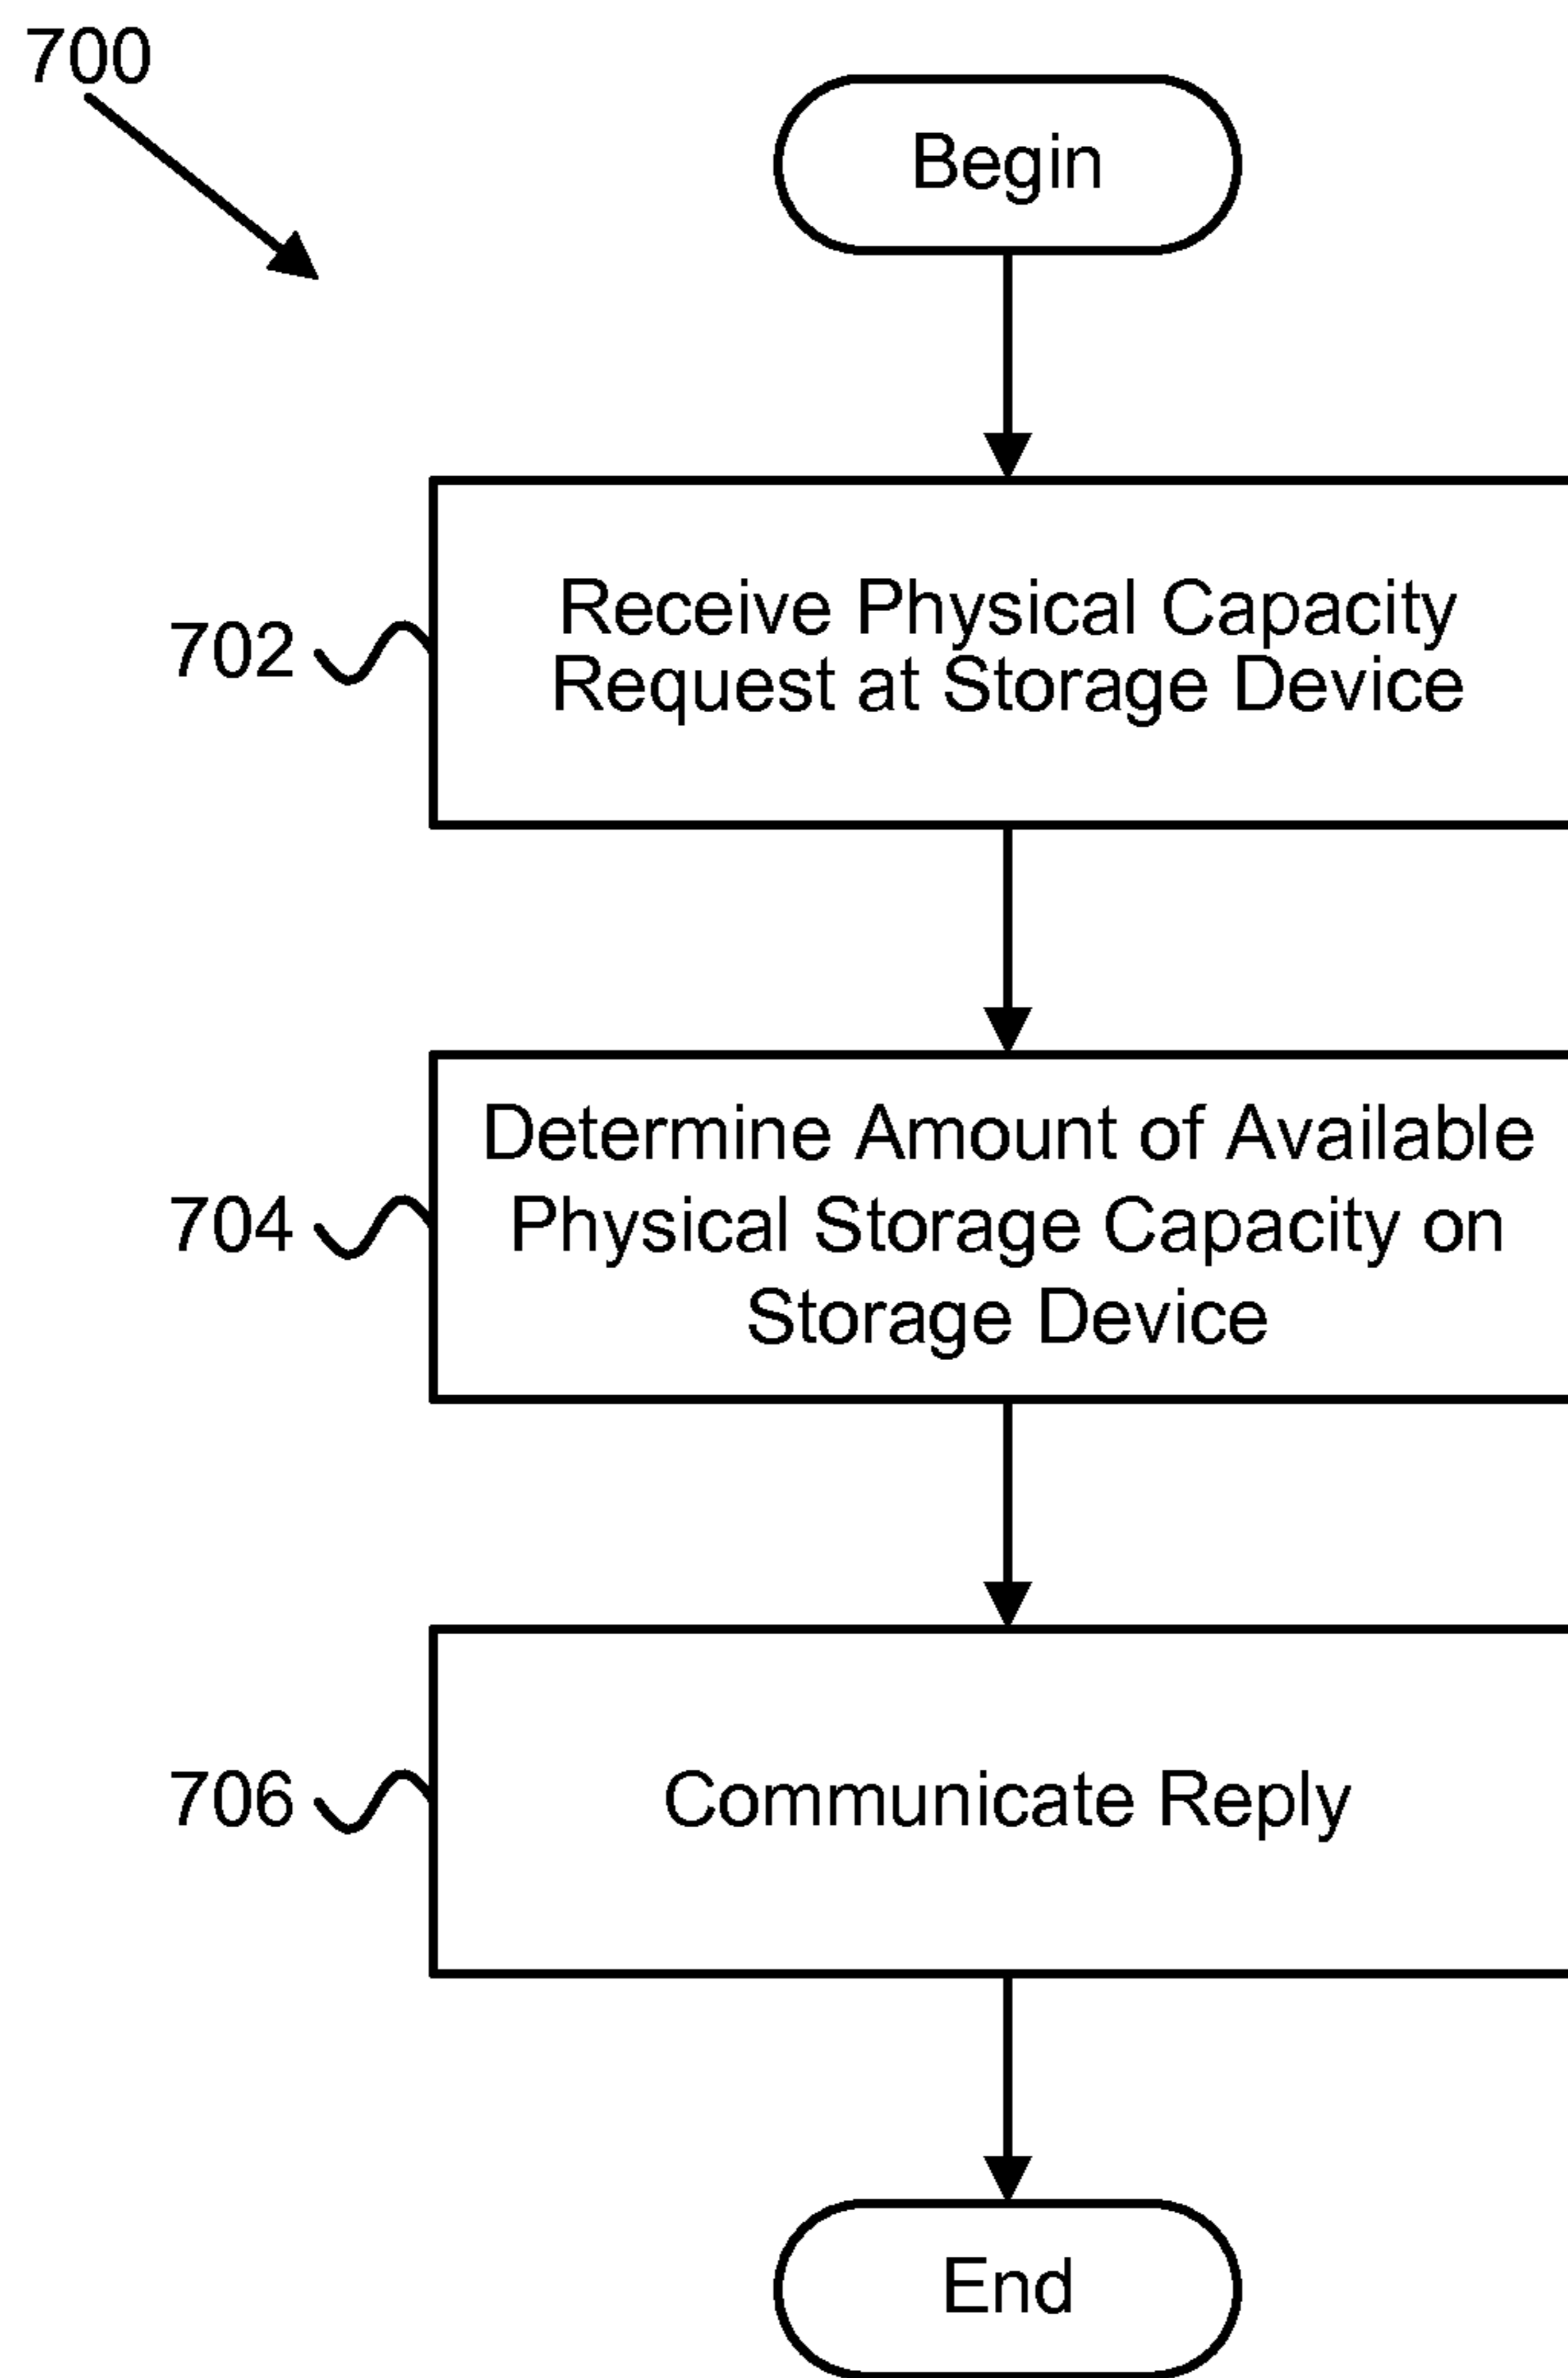 700
Begin
702
Receive Physical Capacity
Request at Storage Device
704
Determine Amount of Available
Physical Storage Capacity on
Storage Device
706
Communicate Reply
End